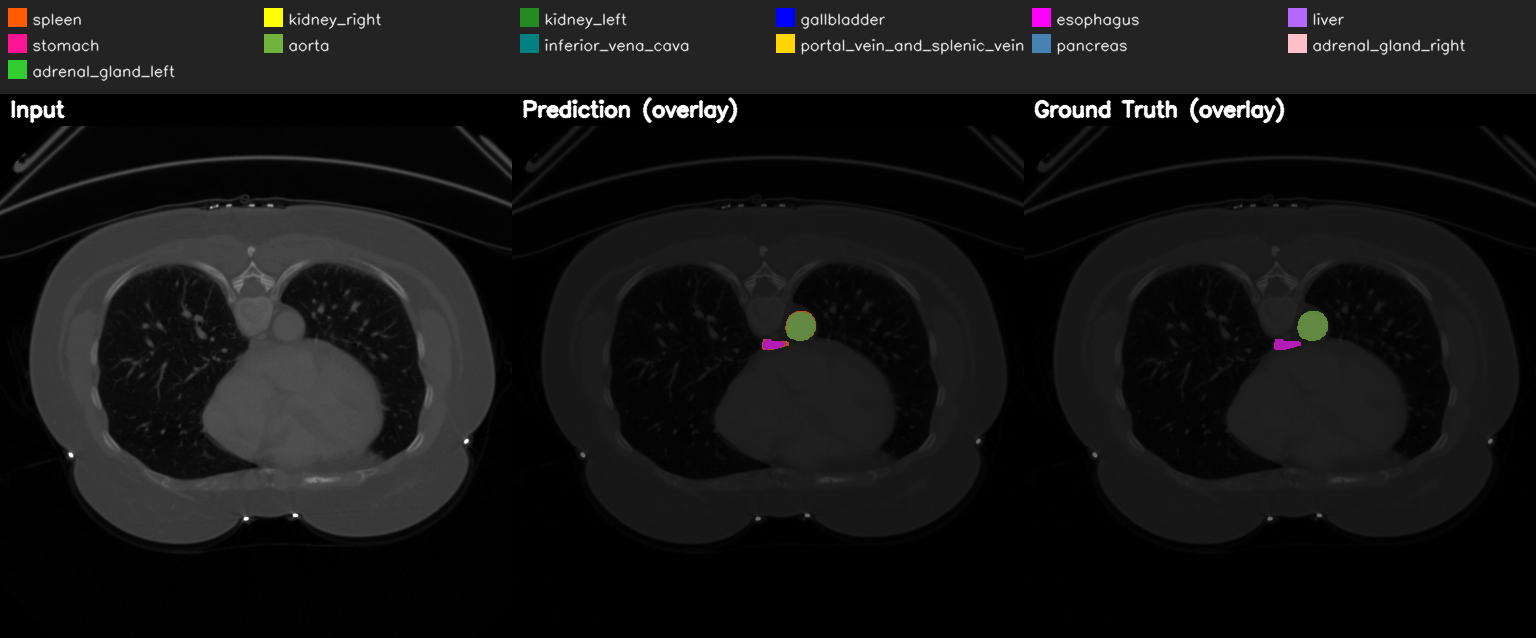 spleen kidney_right kidney_left gallbladder esophagus liver
stomach aorta inferior_vena_cava portal_vein_and_splenic_vein pancreas adrenal_gland_right
adrenal_gland_left
Input Prediction (overlay) Ground Truth (overlay)